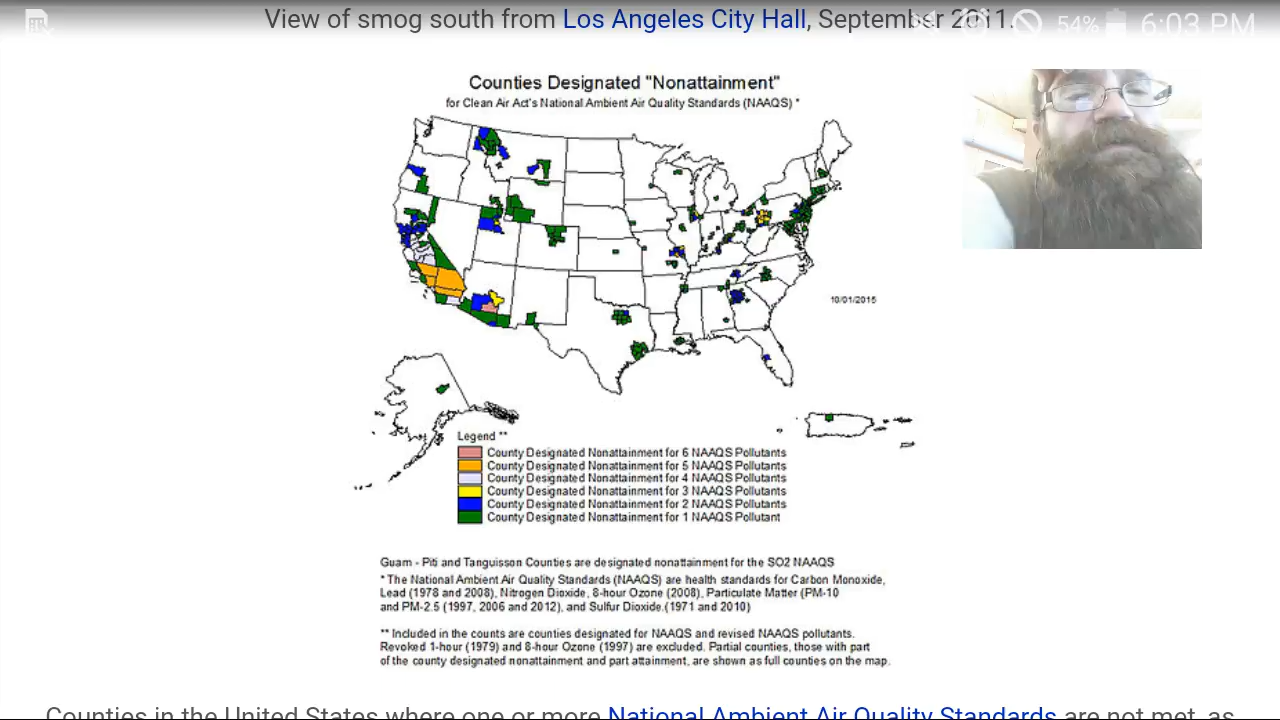 View of smog south from Los Angeles City Hall, September 2011.
54% 6:03 PM
Counties Designated "Nonattainment"
for Clean Air Act's National Ambient Air Quality Standards (NAAQS) *
10/01/2015
Legend **
County Designated Nonattainment for 6 NAAQS Pollutants
County Designated Nonattainment for 5 NAAQS Pollutants
County Designated Nonattainment for 4 NAAQS Pollutants
County Designated Nonattainment for 3 NAAQS Pollutants
County Designated Nonattainment for 2 NAAQS Pollutants
County Designated Nonattainment for 1 NAAQS Pollutant
Guam - Piti and Tanguisson Counties are designated nonattainment for the SO2 NAAQS
* The National Ambient Air Quality Standards (NAAQS) are health standards for Carbon Monoxide,
Lead (1978 and 2008), Nitrogen Dioxide, 8-hour Ozone (2008), Particulate Matter (PM-10
and PM-2.5 (1997, 2006 and 2012), and Sulfur Dioxide.(1971 and 2010)
** Included in the counts are counties designated for NAAQS and revised NAAQS pollutants.
Revoked 1-hour (1979) and 8-hour Ozone (1997) are excluded. Partial counties, those with part
of the county designated nonattainment and part attainment, are shown as full counties on the map.
Counties in the United States where one or more National Ambient Air Quality Standards are not met, as